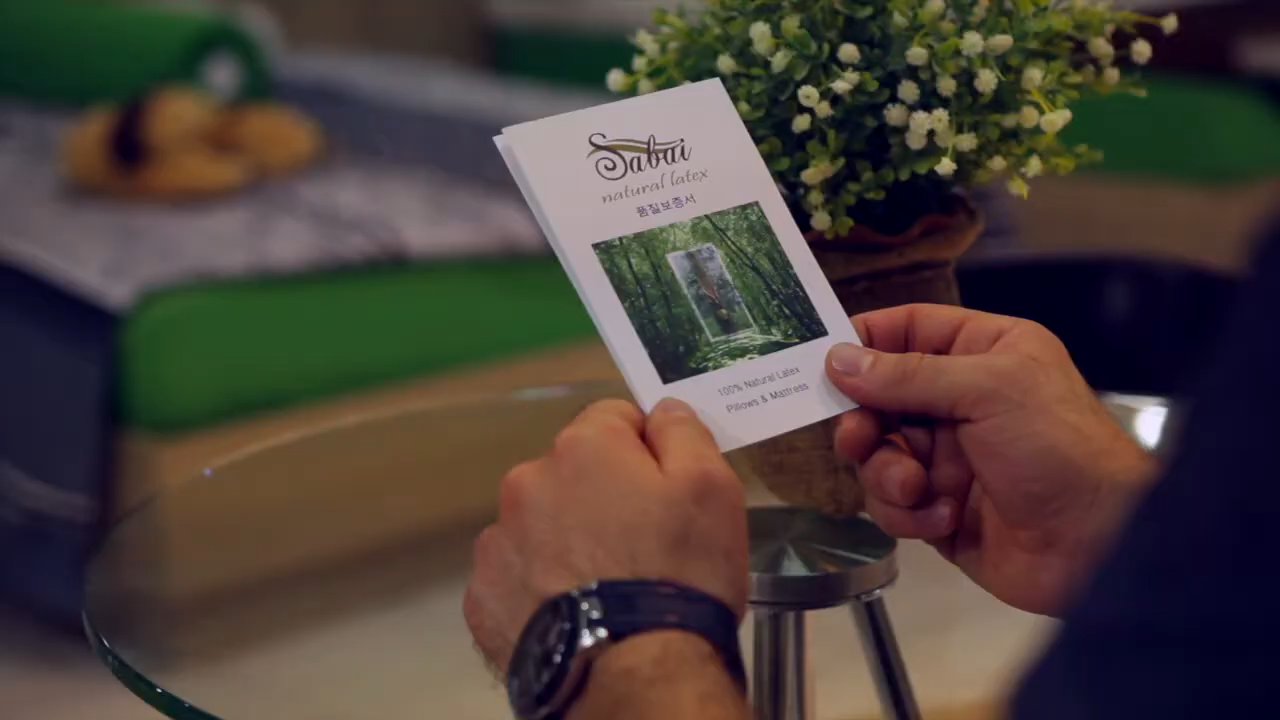 Sabai
natural latex
품질보증서
100% Natural Latex
Pillows & Mattress